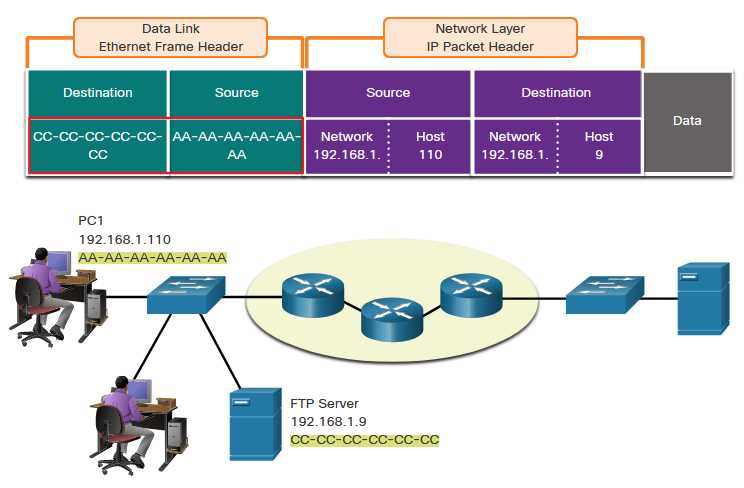 Data Link
Ethernet Frame Header
Network Layer
IP Packet Header
Destination
Source
Source
Destination
Data
CC-CC-CC-CC-CC-
CC
AA-AA-AA-AA-AA-
AA
Network
192.168.1.
Host
110
Network
192.168.1.
Host
9
PC1
192.168.1.110
AA-AA-AA-AA-AA-AA
FTP Server
192.168.1.9
CC-CC-CC-CC-CC-CC